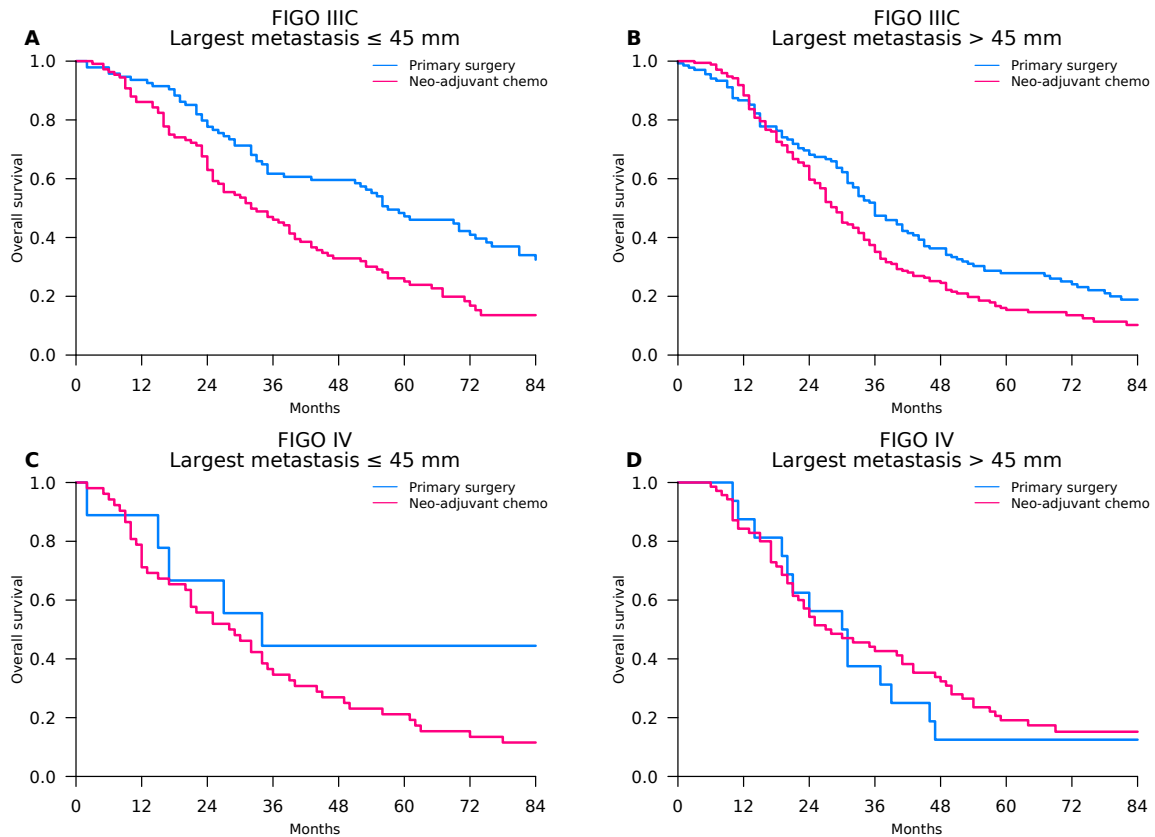 A
FIGO IIIC
Largest metastasis ≤ 45 mm
Primary surgery
Neo-adjuvant chemo
Overall survival
1.0
0.8
0.6
0.4
0.2
0.0
0 12 24 36 48 60 72 84
Months
B
FIGO IIIC
Largest metastasis > 45 mm
Primary surgery
Neo-adjuvant chemo
Overall survival
1.0
0.8
0.6
0.4
0.2
0.0
0 12 24 36 48 60 72 84
Months
C
FIGO IV
Largest metastasis ≤ 45 mm
Primary surgery
Neo-adjuvant chemo
Overall survival
1.0
0.8
0.6
0.4
0.2
0.0
0 12 24 36 48 60 72 84
Months
D
FIGO IV
Largest metastasis > 45 mm
Primary surgery
Neo-adjuvant chemo
Overall survival
1.0
0.8
0.6
0.4
0.2
0.0
0 12 24 36 48 60 72 84
Months